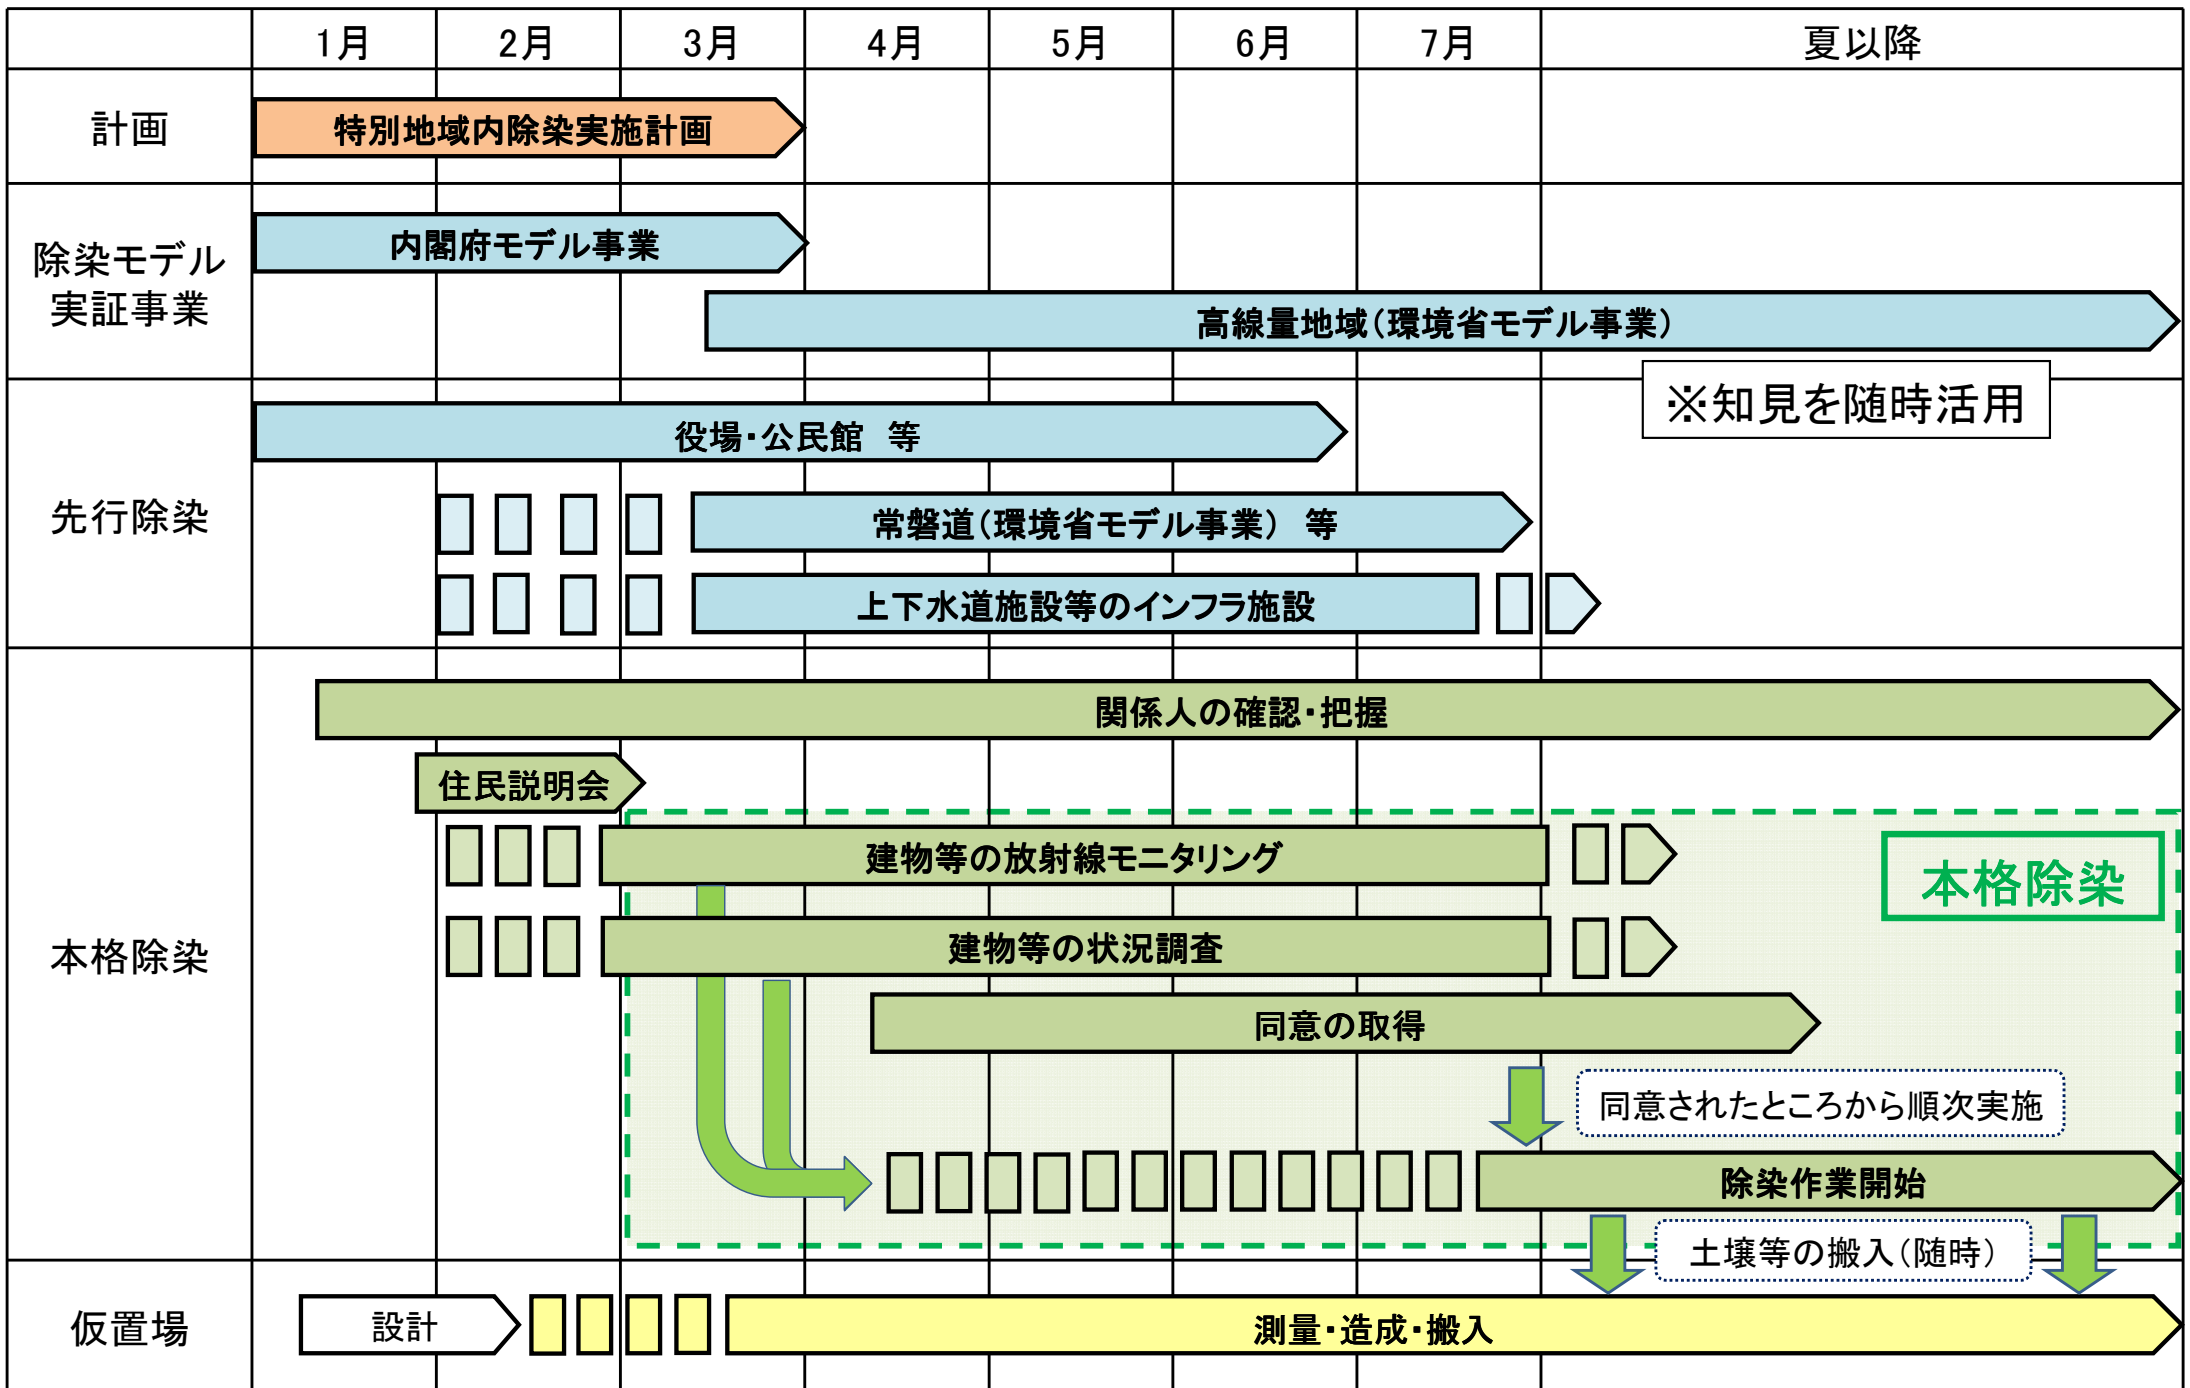 1月 2月 3月 4月 5月 6月 7月 夏以降
計画
特別地域内除染実施計画
除染モデル
実証事業
内閣府モデル事業
高線量地域(環境省モデル事業)
※知見を随時活用
先行除染
役場・公民館 等
常磐道(環境省モデル事業) 等
上下水道施設等のインフラ施設
本格除染
関係人の確認・把握
住民説明会
建物等の放射線モニタリング
本格除染
建物等の状況調査
同意の取得
同意されたところから順次実施
除染作業開始
土壌等の搬入(随時)
仮置場
設計
測量・造成・搬入